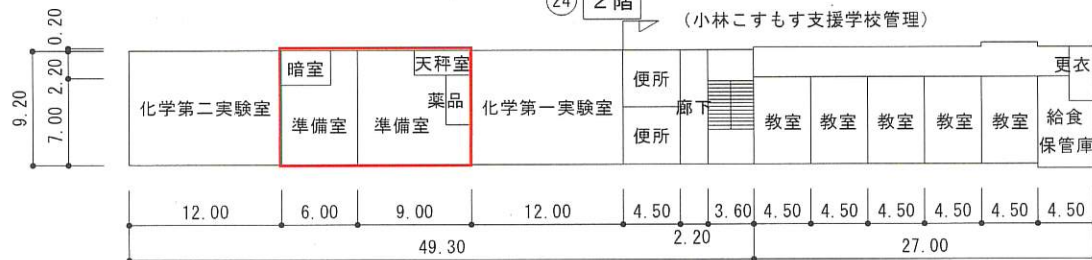 24 2階
(小林こすもす支援学校管理)
0.20
2.20
7.00
9.20
化学第二実験室
暗室
準備室
天秤室
薬品
準備室
化学第一実験室
便所
便所
廊下
教室
教室
教室
教室
教室
更衣
給食
保管庫
12.00 6.00 9.00 12.00 4.50 2.20 3.60 4.50 4.50 4.50 4.50 4.50 4.50
49.30 27.00